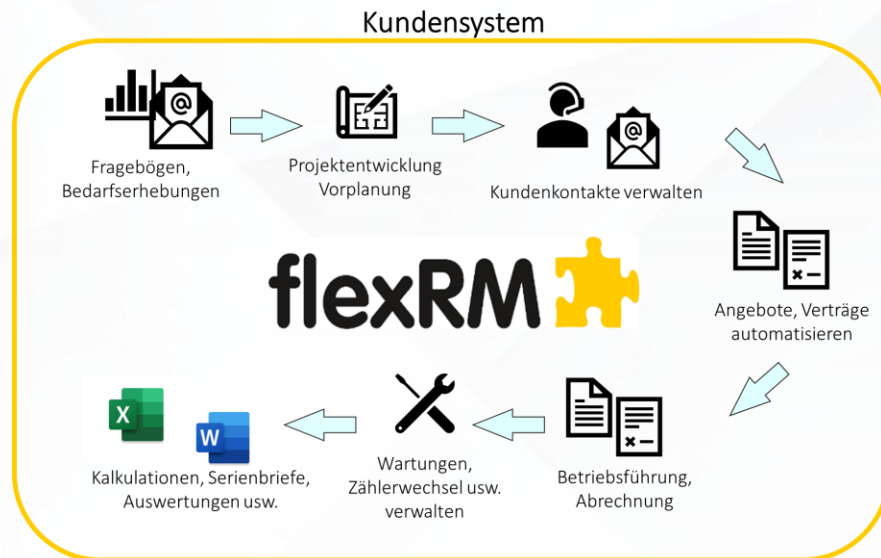 Kundensystem
@
@
Fragebögen,
Bedarfserhebungen
Projektentwicklung
Vorplanung
Kundenkontakte verwalten
flexRM
Angebote, Verträge
automatisieren
X
W
Kalkulationen, Serienbriefe,
Auswertungen usw.
Wartungen,
Zählerwechsel usw.
verwalten
Betriebsführung,
Abrechnung